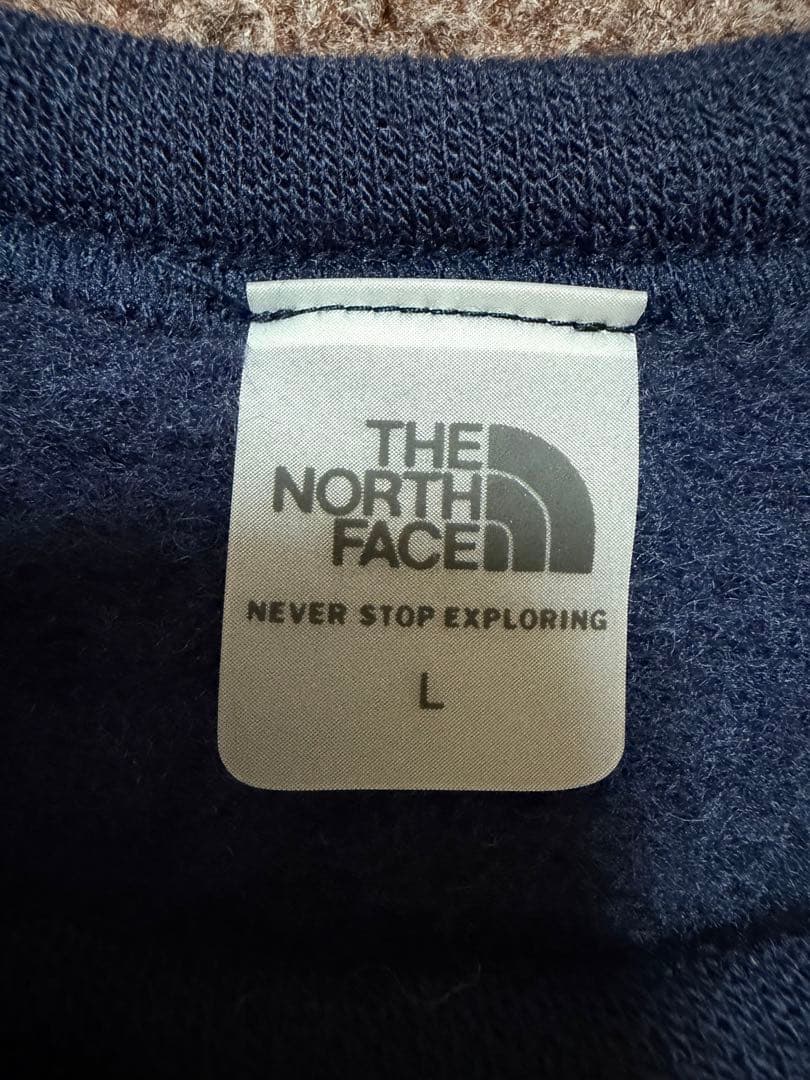 THE
NORTH
FACE
NEVER STOP EXPLORING
L